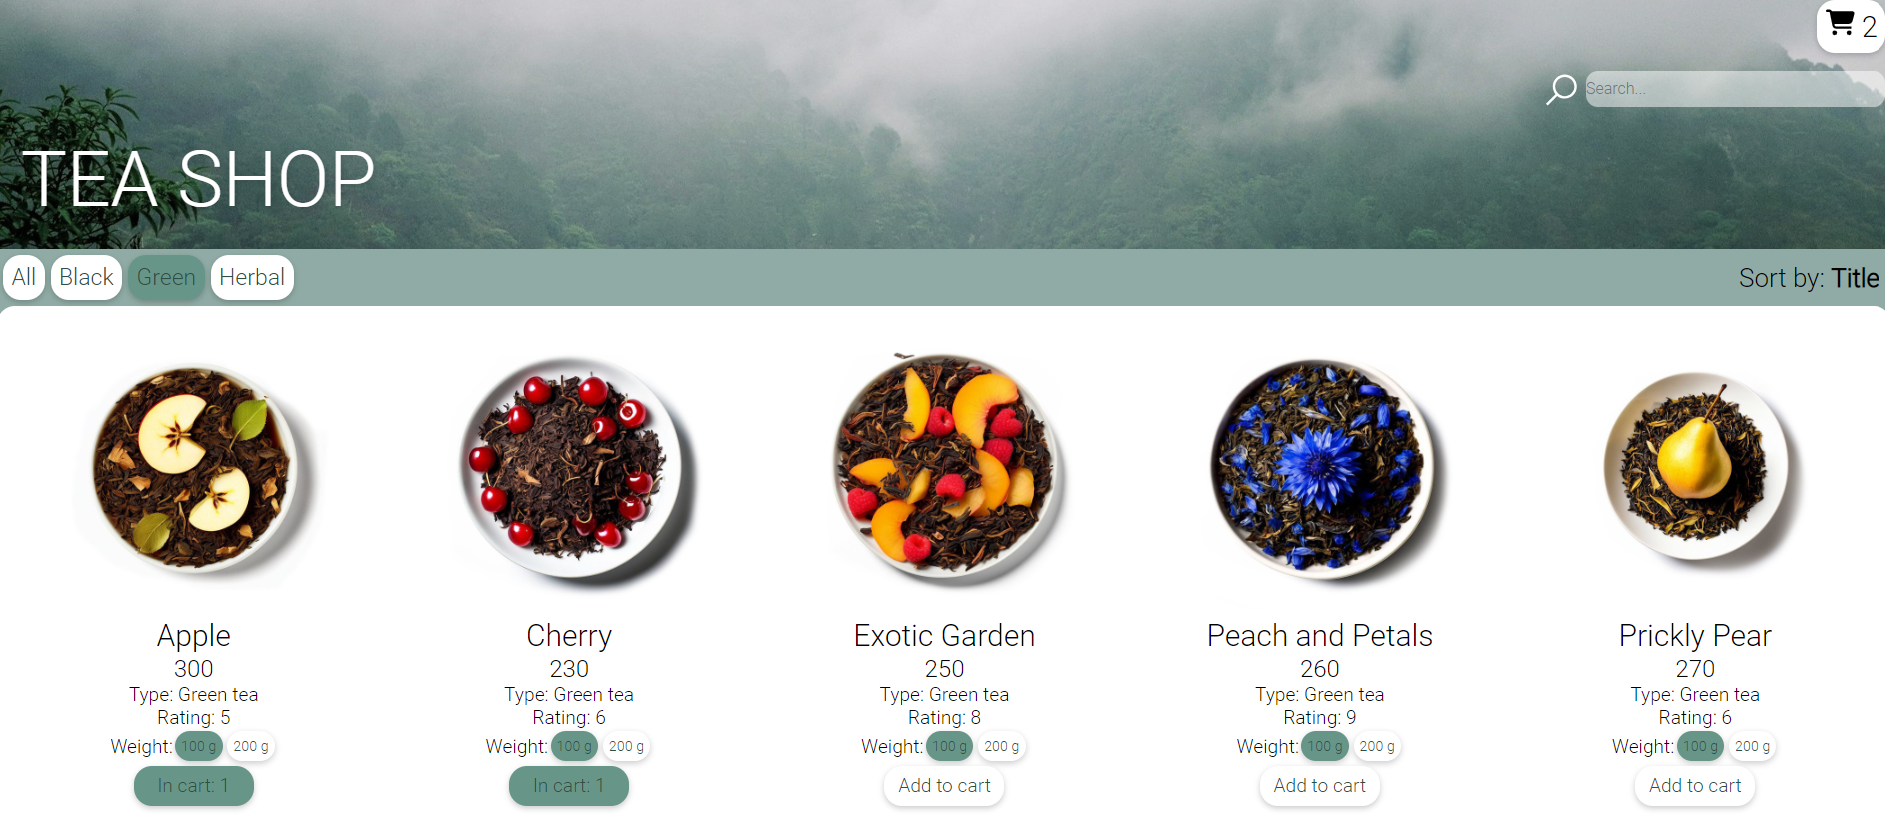 2
Search...
TEA SHOP
All Black Green Herbal
Sort by: Title
Apple
300
Type: Green tea
Rating: 5
Weight: 100 g 200 g
In cart: 1
Cherry
230
Type: Green tea
Rating: 6
Weight: 100 g 200 g
In cart: 1
Exotic Garden
250
Type: Green tea
Rating: 8
Weight: 100 g 200 g
Add to cart
Peach and Petals
260
Type: Green tea
Rating: 9
Weight: 100 g 200 g
Add to cart
Prickly Pear
270
Type: Green tea
Rating: 6
Weight: 100 g 200 g
Add to cart